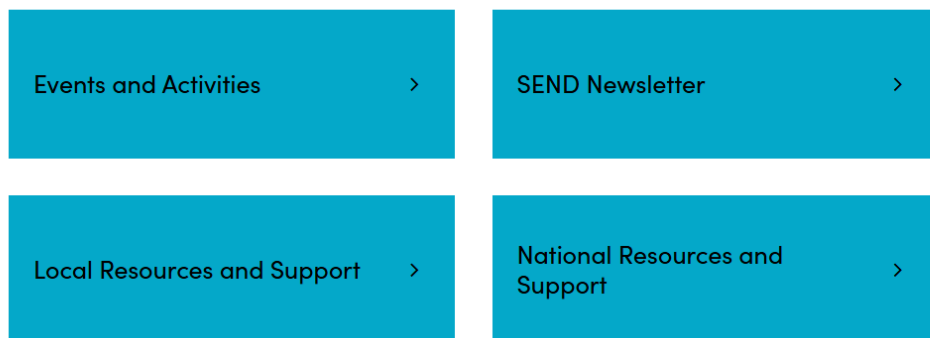 Events and Activities
SEND Newsletter
Local Resources and Support
National Resources and
Support